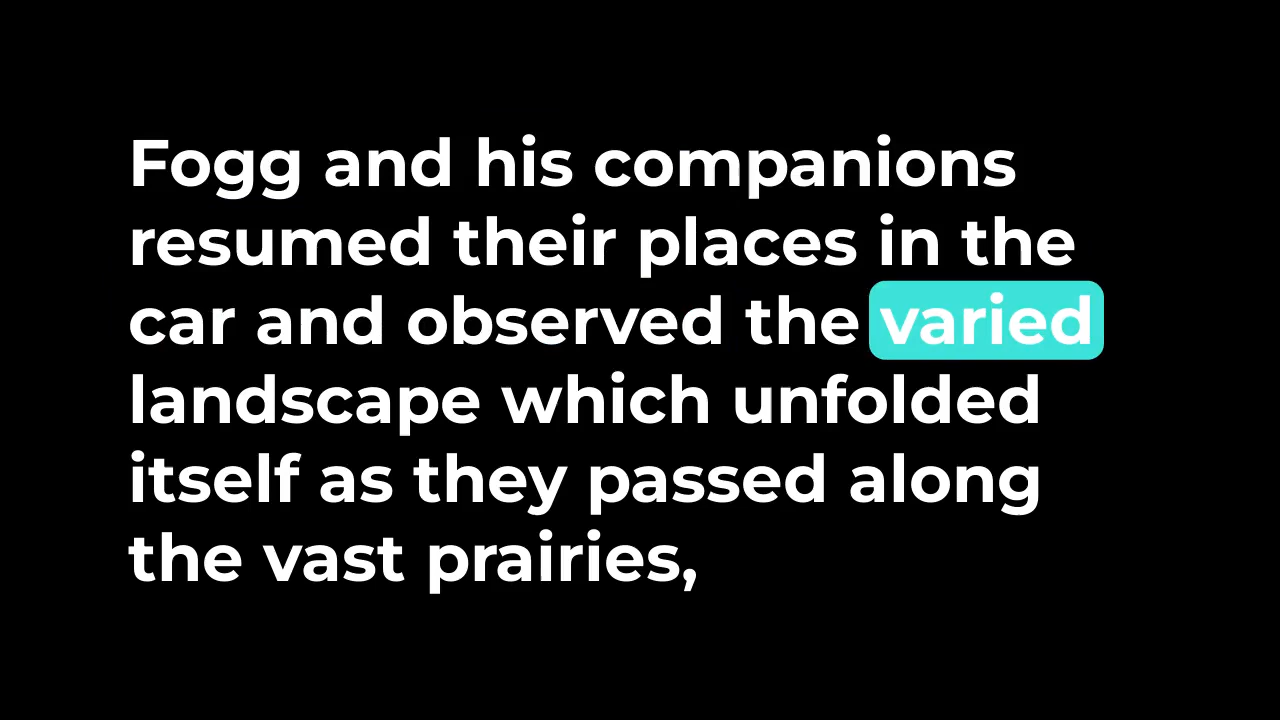 Fogg and his companions
resumed their places in the
car and observed the varied
landscape which unfolded
itself as they passed along
the vast prairies,